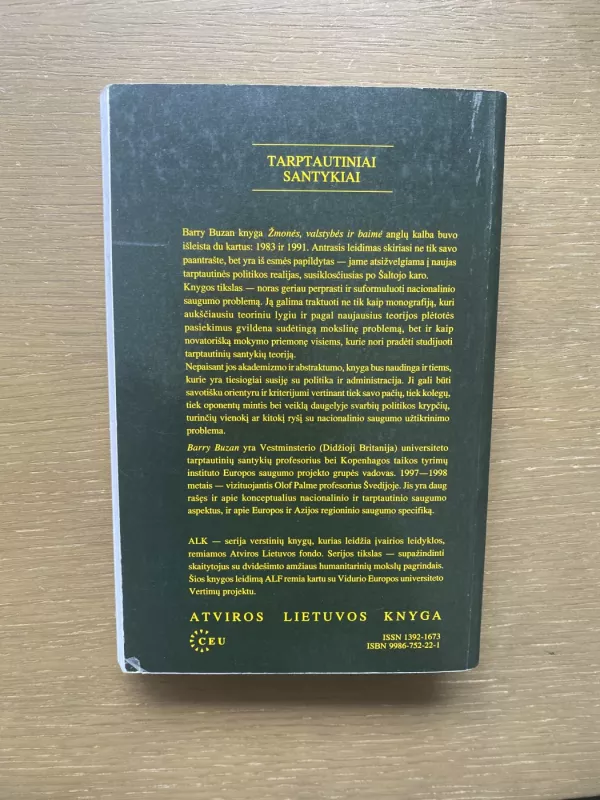 TARPTAUTINIAI
SANTYKIAI
Barry Buzan knyga Žmonės, valstybės ir baimė anglų kalba buvo
išleista du kartus: 1983 ir 1991. Antrasis leidimas skiriasi ne tik savo
paantrašte, bet yra iš esmės papildytas — jame atsižvelgiama į naujas
tarptautinės politikos realijas, susiklosčiusias po Šaltojo karo.
Knygos tikslas — noras geriau perprasti ir suformuluoti nacionalinio
saugumo problemą. Ją galima traktuoti ne tik kaip monografiją, kuri
aukščiausiu teoriniu lygiu ir pagal naujausius teorijos plėtotės
pasiekimus gvildena sudėtingą mokslinę problemą, bet ir kaip
novatorišką mokymo priemonę visiems, kurie nori pradėti studijuoti
tarptautinių santykių teoriją.
Nepaisant jos akademizmo ir abstraktumo, knyga bus naudinga ir tiems,
kurie yra tiesiogiai susiję su politika ir administracija. Ji gali būti
savotišku orientyru ir kriterijumi vertinant tiek savo pačių, tiek kolegų,
tiek oponentų mintis bei veiklą daugelyje svarbių politikos krypčių,
turinčių vienokį ar kitokį ryšį su nacionalinio saugumo užtikrinimo
problema.
Barry Buzan yra Vestminsterio (Didžioji Britanija) universiteto
tarptautinių santykių profesorius bei Kopenhagos taikos tyrimų
instituto Europos saugumo projekto grupės vadovas. 1997—1998
metais — vizituojantis Olof Palme profesorius Švedijoje. Jis yra daug
rašęs ir apie konceptualius nacionalinio ir tarptautinio saugumo
aspektus, ir apie Europos ir Azijos regioninio saugumo specifiką.
ALK — serija verstinių knygų, kurias leidžia įvairios leidyklos,
remiamos Atviros Lietuvos fondo. Serijos tikslas — supažindinti
skaitytojus su dvidešimto amžiaus humanitarinių mokslų pagrindais.
Šios knygos leidimą ALF remia kartu su Vidurio Europos universiteto
Vertimų projektu.
ATVIROS LIETUVOS KNYGA
CEU
ISSN 1392-1673
ISBN 9986-752-22-1